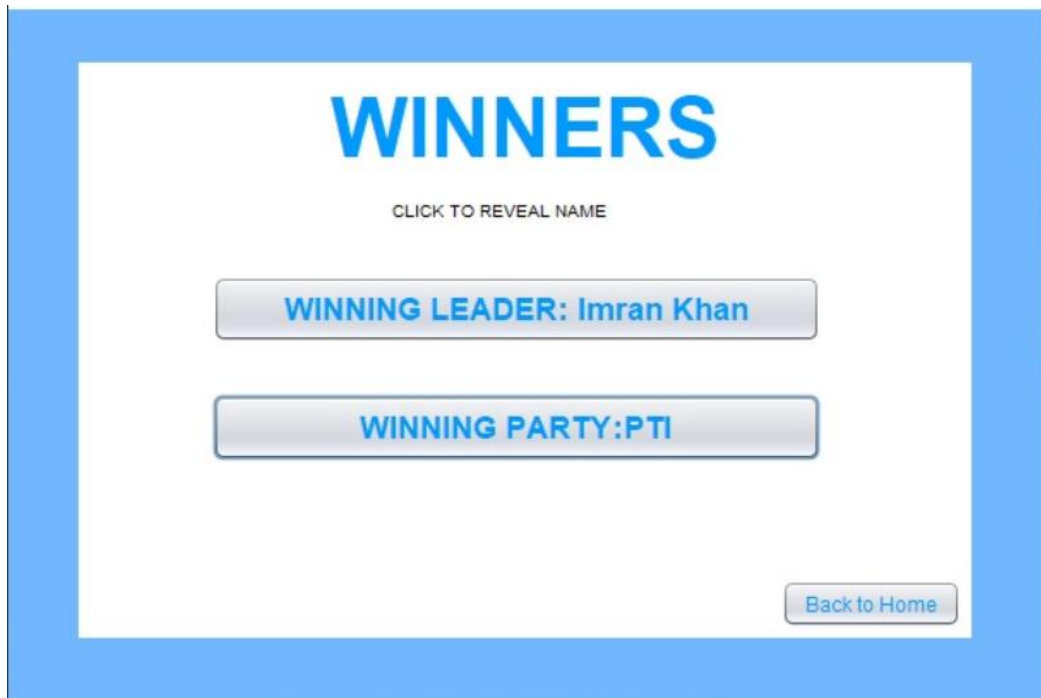 WINNERS
CLICK TO REVEAL NAME
WINNING LEADER: Imran Khan
WINNING PARTY:PTI
Back to Home